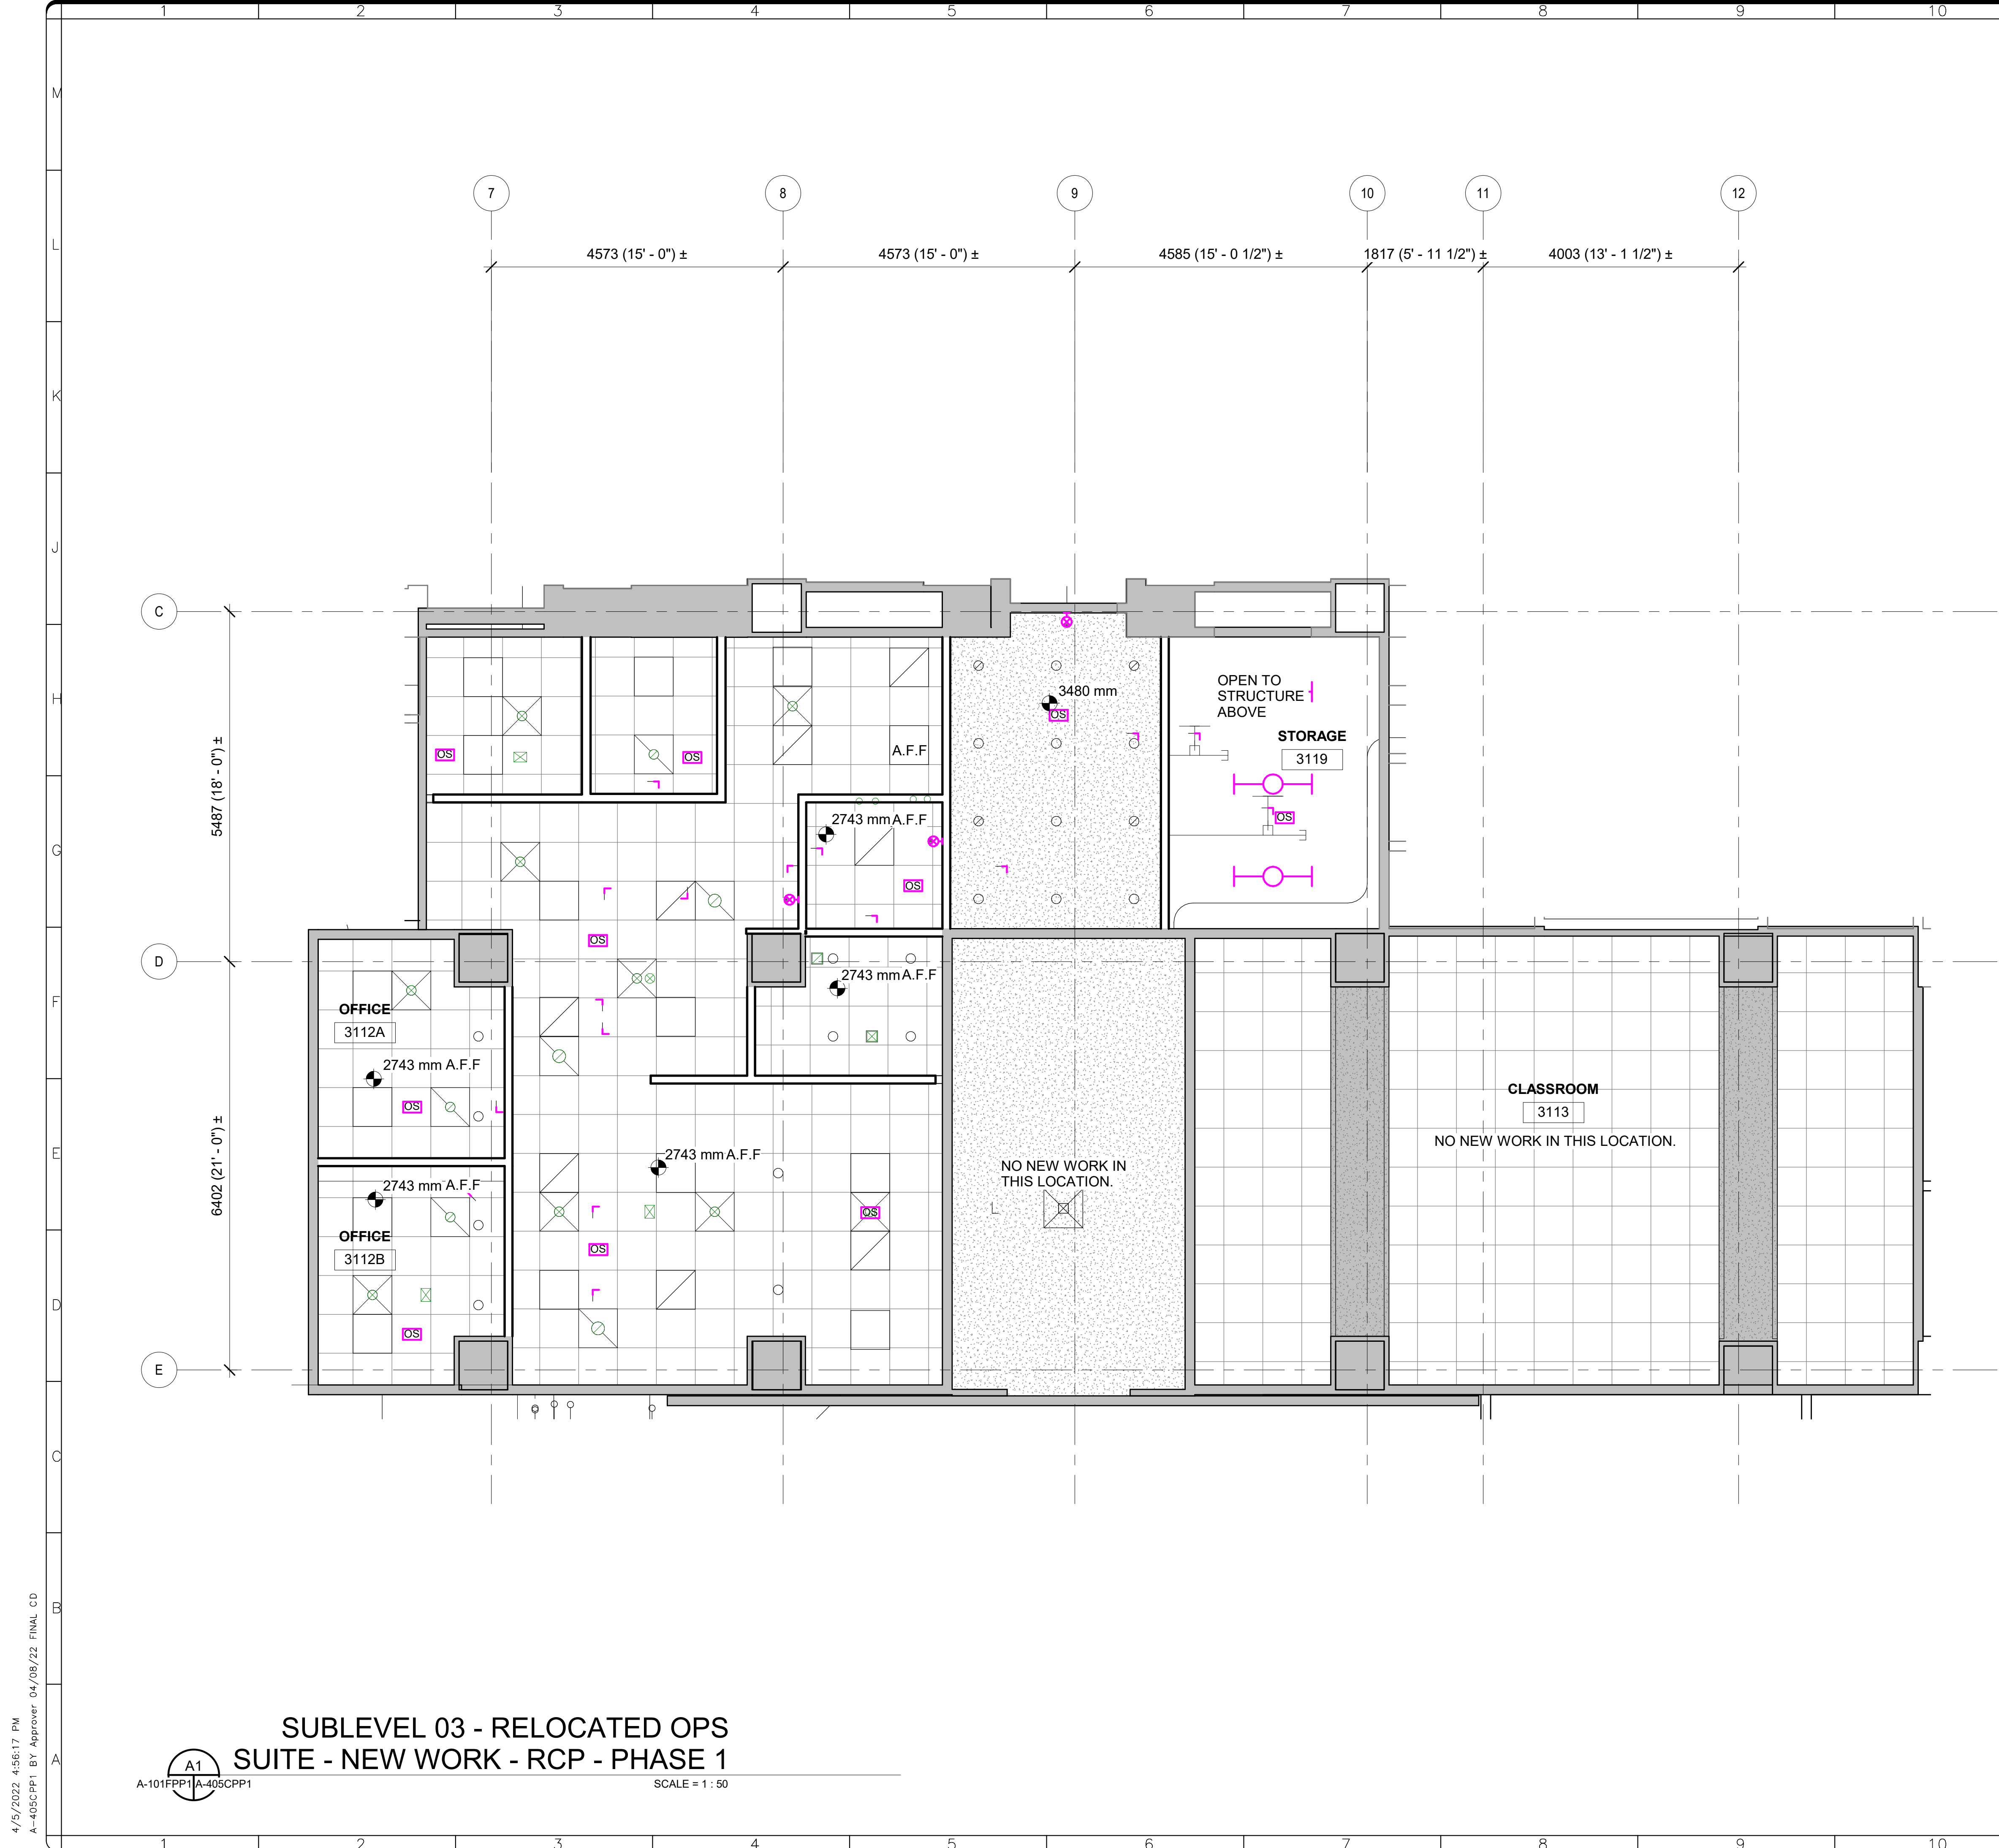 1 2 3 4 5 6 7 8 9 10
M
L
K
J
H
G
F
E
D
C
B
A
7 8 9 10 11 12
4573 (15' - 0") ±
4573 (15' - 0") ±
4585 (15' - 0 1/2") ±
1817 (5' - 11 1/2") ±
4003 (13' - 1 1/2") ±
C
D
E
5487 (18' - 0") ±
6402 (21' - 0") ±
OPEN TO
STRUCTURE
ABOVE
STORAGE
3119
3480 mm
OS
OS
OS
A.F.F
OS
2743 mm A.F.F
OS
OS
2743 mm A.F.F
OFFICE
3112A
2743 mm A.F.F
OS
CLASSROOM
3113
NO NEW WORK IN THIS LOCATION.
2743 mm A.F.F
NO NEW WORK IN
THIS LOCATION.
2743 mm A.F.F
OS
OFFICE
3112B
OS
OS
SUBLEVEL 03 - RELOCATED OPS
SUITE - NEW WORK - RCP - PHASE 1
A1
A-101FPP1 A-405CPP1
SCALE = 1 : 50
4/5/2022 4:56:17 PM
A-405CPP1 BY Approver 04/08/22 FINAL CD
1 2 3 4 5 6 7 8 9 10